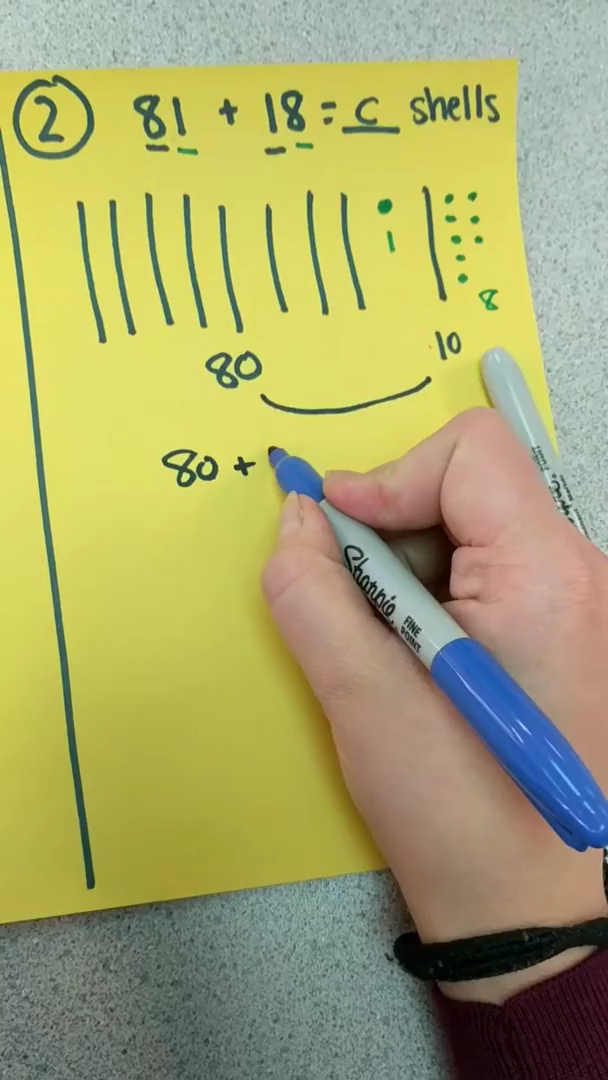 ② 81 + 18 = c shells
1
8
80
10
80 +
Sharpie
FINE
POINT